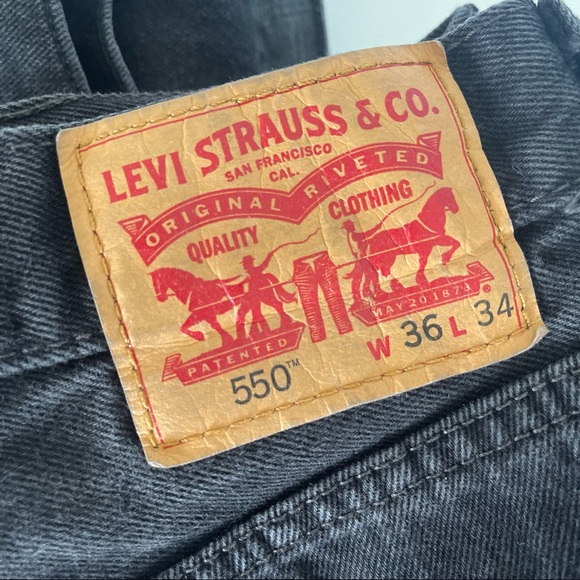 LEVI STRAUSS & CO.
SAN FRANCISCO
CAL.
ORIGINAL RIVETED
QUALITY CLOTHING
PATENTED MAY 20 1873
®
550™
W 36 L 34